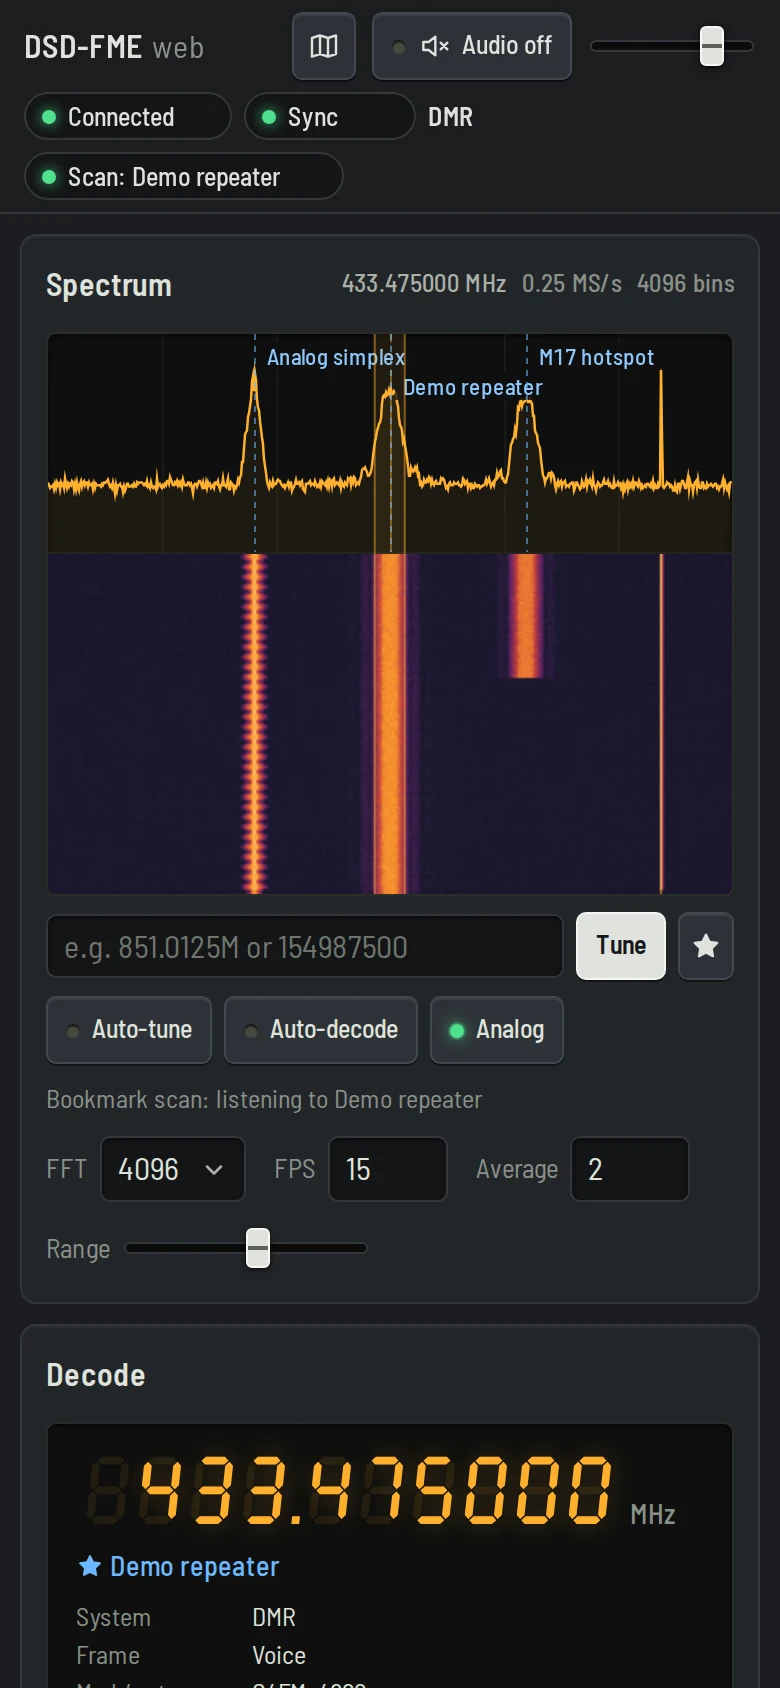 DSD-FME web
Audio off
Connected
Sync
DMR
Scan: Demo repeater
Spectrum
433.475000 MHz 0.25 MS/s 4096 bins
Analog simplex
M17 hotspot
Demo repeater
e.g. 851.0125M or 154987500
Tune
Auto-tune
Auto-decode
Analog
Bookmark scan: listening to Demo repeater
FFT 4096 FPS 15 Average 2
Range
Decode
433.475000 MHz
Demo repeater
System DMR
Frame Voice